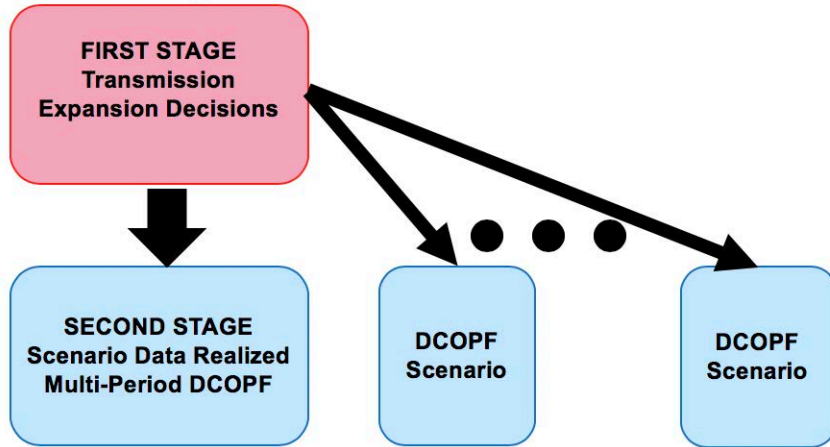 FIRST STAGE
Transmission
Expansion Decisions
SECOND STAGE
Scenario Data Realized
Multi-Period DCOPF
DCOPF
Scenario
DCOPF
Scenario